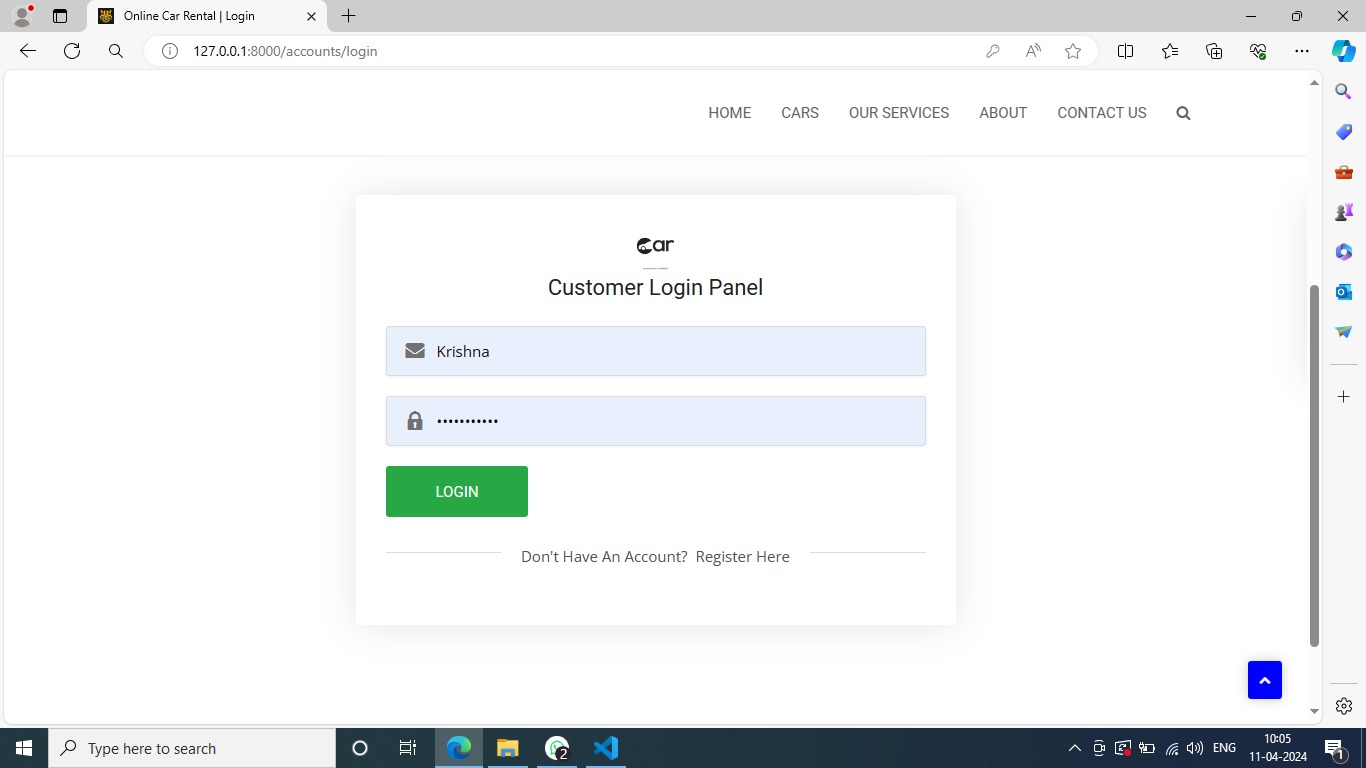 Online Car Rental | Login
127.0.0.1:8000/accounts/login
HOME CARS OUR SERVICES ABOUT CONTACT US
Car
Customer Login Panel
Krishna
•••••••••••
LOGIN
Don't Have An Account? Register Here
Type here to search
2
ENG
10:05
11-04-2024
1